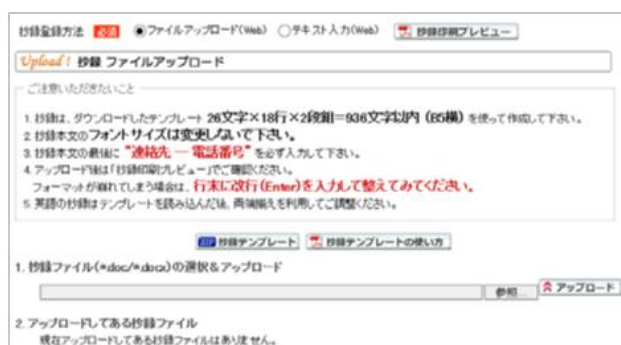 抄録登録方法 必須 ファイルアップロード(Web) テキスト入力(Web) 抄録印刷プレビュー
Upload! 抄録 ファイルアップロード
ご注意いただきたいこと
1. 抄録は、ダウンロードしたテンプレート 26文字×18行×2段組=936文字以内 (B5横) を使って作成して下さい。
2. 抄録本文のフォントサイズは変更しないで下さい。
3. 抄録本文の最後に "連絡先 ― 電話番号" を必ず入力して下さい。
4. アップロード後は「抄録印刷プレビュー」でご確認ください。
フォーマットが崩れてしまう場合は、行末に改行(Enter)を入力して整えてみてください。
5. 英語の抄録はテンプレートを読み込んだ後、両端揃えを利用してご調整ください。
ZIP 抄録テンプレート 抄録テンプレートの使い方
1. 抄録ファイル(*.doc/*.docx)の選択&アップロード
参照... アップロード
2. アップロードしてある抄録ファイル
現在アップロードしてある抄録ファイルはありません。